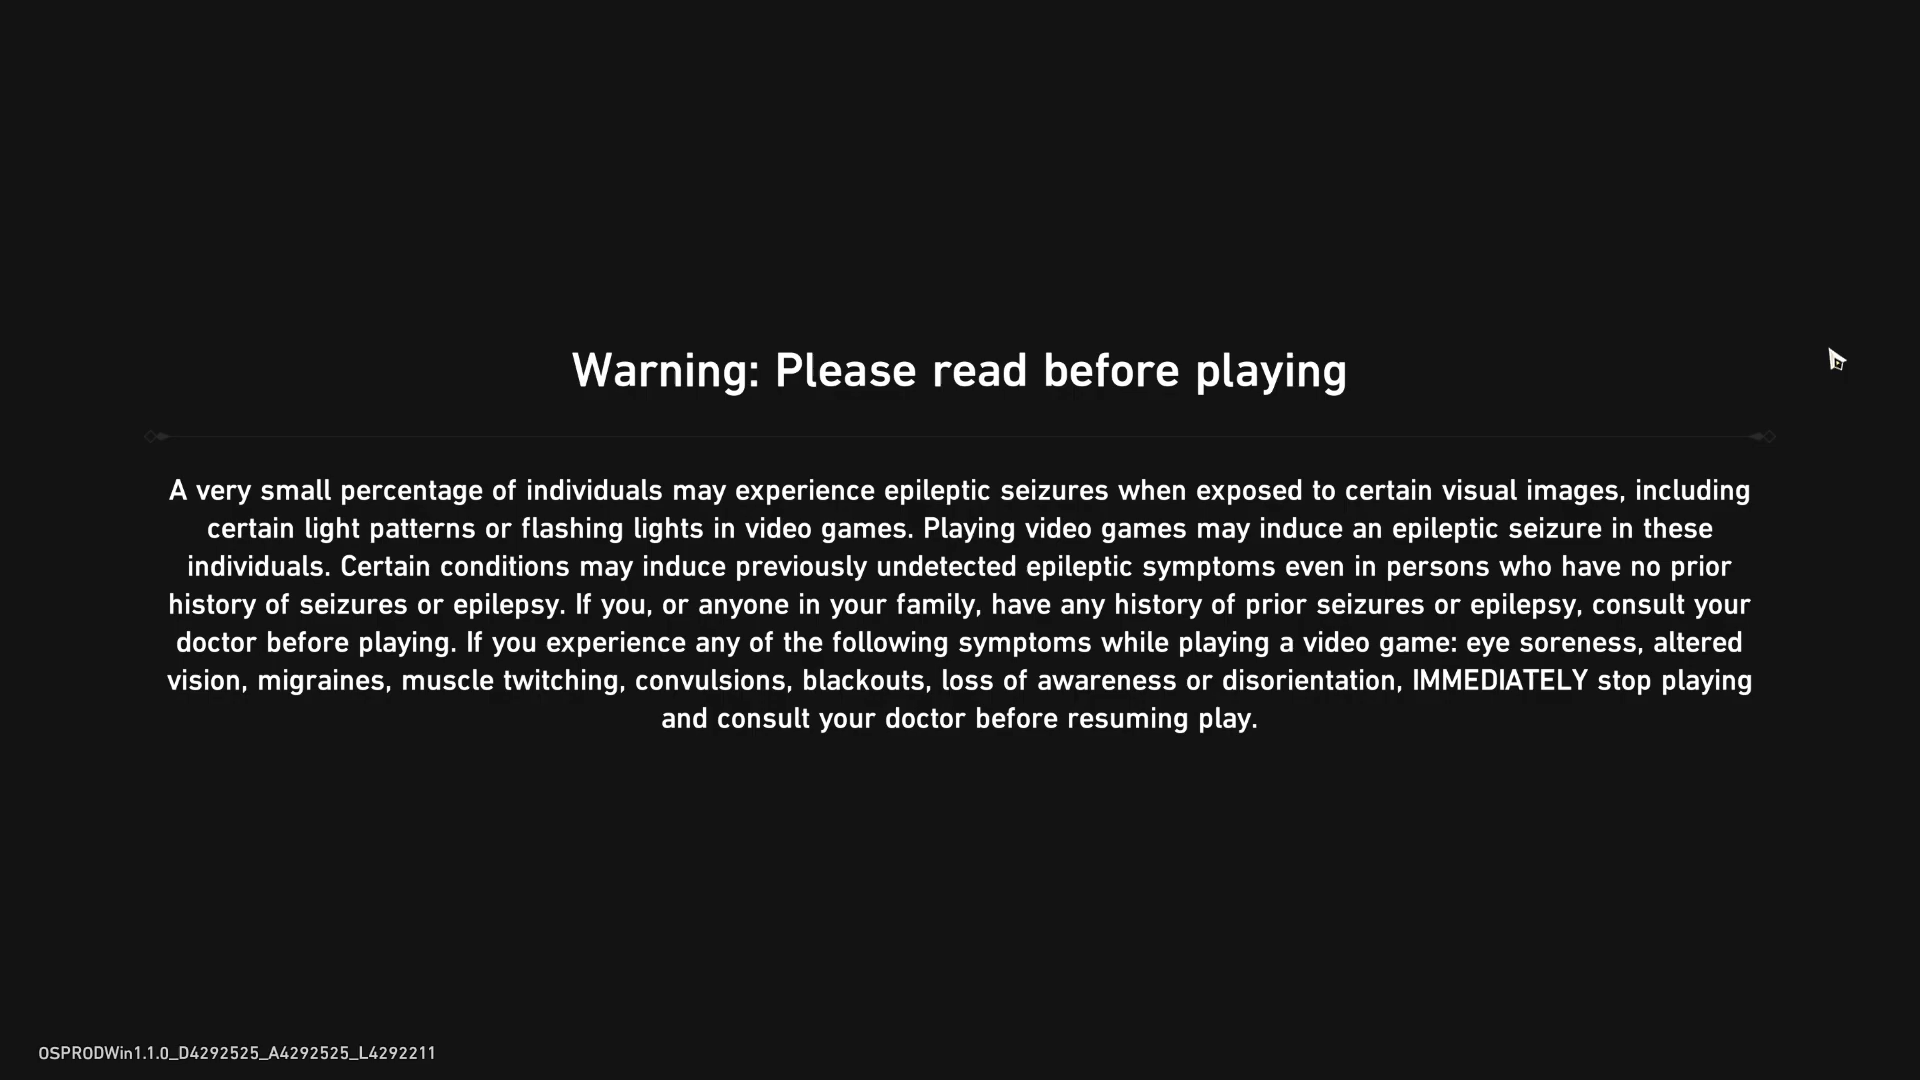 Warning: Please read before playing
A very small percentage of individuals may experience epileptic seizures when exposed to certain visual images, including
certain light patterns or flashing lights in video games. Playing video games may induce an epileptic seizure in these
individuals. Certain conditions may induce previously undetected epileptic symptoms even in persons who have no prior
history of seizures or epilepsy. If you, or anyone in your family, have any history of prior seizures or epilepsy, consult your
doctor before playing. If you experience any of the following symptoms while playing a video game: eye soreness, altered
vision, migraines, muscle twitching, convulsions, blackouts, loss of awareness or disorientation, IMMEDIATELY stop playing
and consult your doctor before resuming play.
OSPRODWin1.1.0_D4292525_A4292525_L4292211